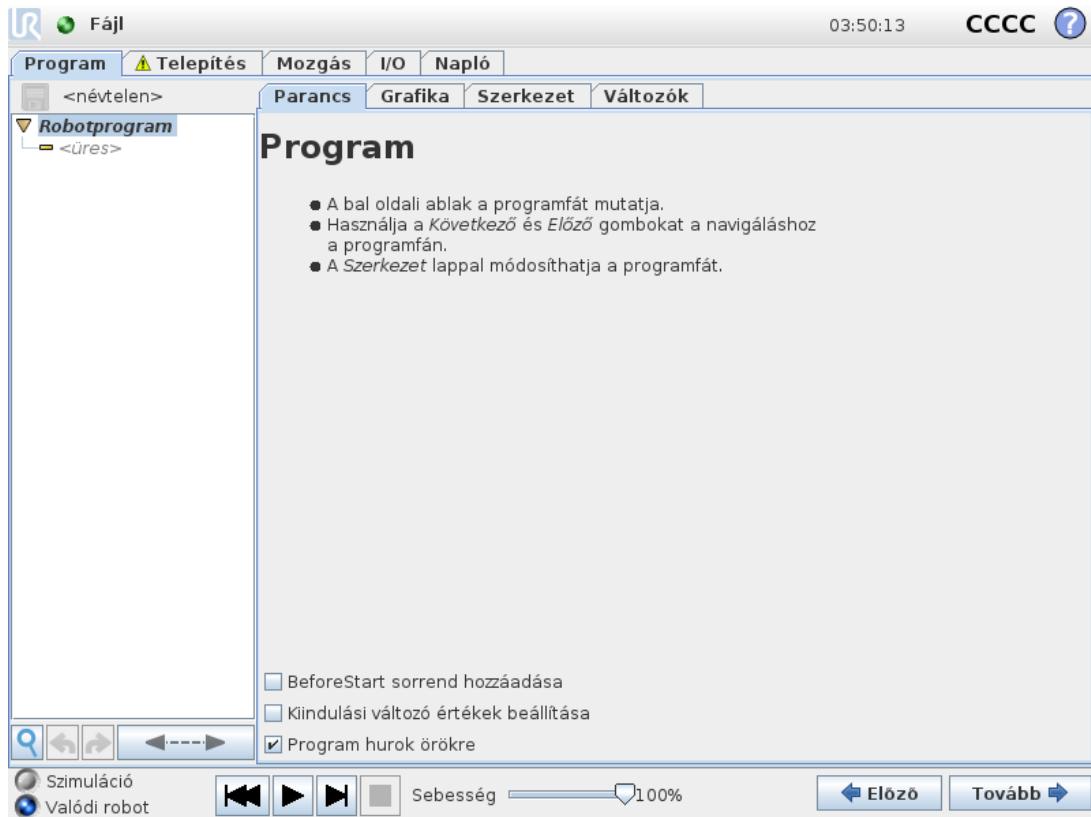 UR Fájl 03:50:13 CCCC ?
Program Telepítés Mozgás I/O Napló
<névtelen>
Parancs Grafika Szerkezet Változók
Robotprogram
<üres>
Program
A bal oldali ablak a programfát mutatja.
Használja a Következő és Előző gombokat a navigáláshoz
a programfán.
A Szerkezet lappal módosíthatja a programfát.
BeforeStart sorrend hozzáadása
Kiindulási változó értékek beállítása
Program hurok örökre
Szimuláció
Valódi robot
Sebesség 100%
Előző Tovább